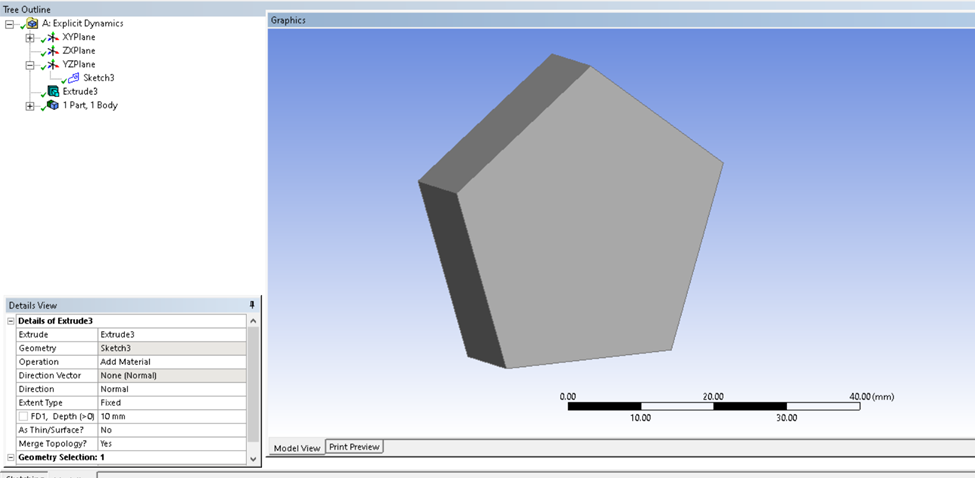 Tree Outline
A: Explicit Dynamics
XYPlane
ZXPlane
YZPlane
Sketch3
Extrude3
1 Part, 1 Body
Details View
Details of Extrude3
Extrude Extrude3
Geometry Sketch3
Operation Add Material
Direction Vector None (Normal)
Direction Normal
Extent Type Fixed
FD1, Depth (>0) 10 mm
As Thin/Surface? No
Merge Topology? Yes
Geometry Selection: 1
Graphics
0.00 20.00 40.00 (mm)
10.00 30.00
Model View Print Preview